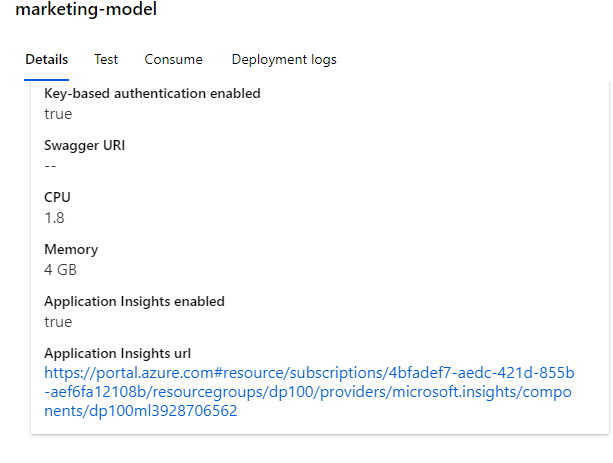 marketing-model
Details Test Consume Deployment logs
Key-based authentication enabled
true
Swagger URI
--
CPU
1.8
Memory
4 GB
Application Insights enabled
true
Application Insights url
https://portal.azure.com#resource/subscriptions/4bfadef7-aedc-421d-855b
-aef6fa12108b/resourcegroups/dp100/providers/microsoft.insights/compo
nents/dp100ml3928706562